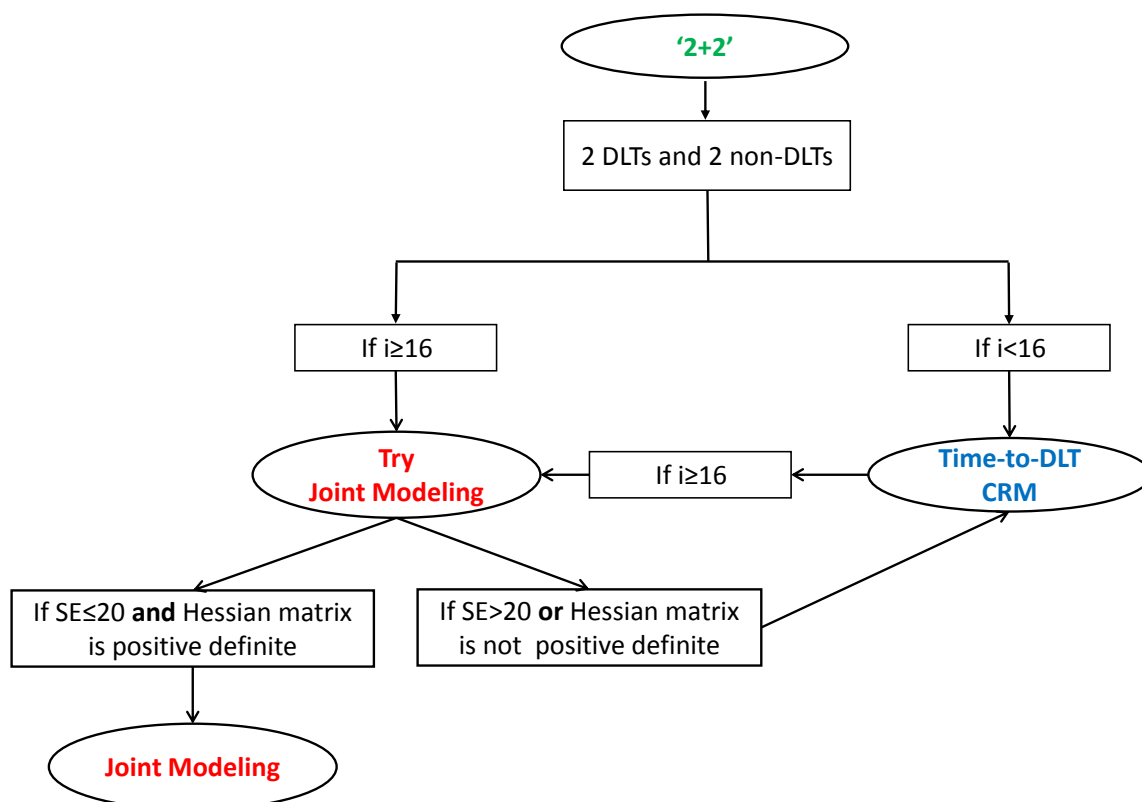 ‘2+2’
2 DLTs and 2 non-DLTs
If i≥16
If i<16
Try
Joint Modeling
If i≥16
Time-to-DLT
CRM
If SE≤20 and Hessian matrix
is positive definite
If SE>20 or Hessian matrix
is not positive definite
Joint Modeling